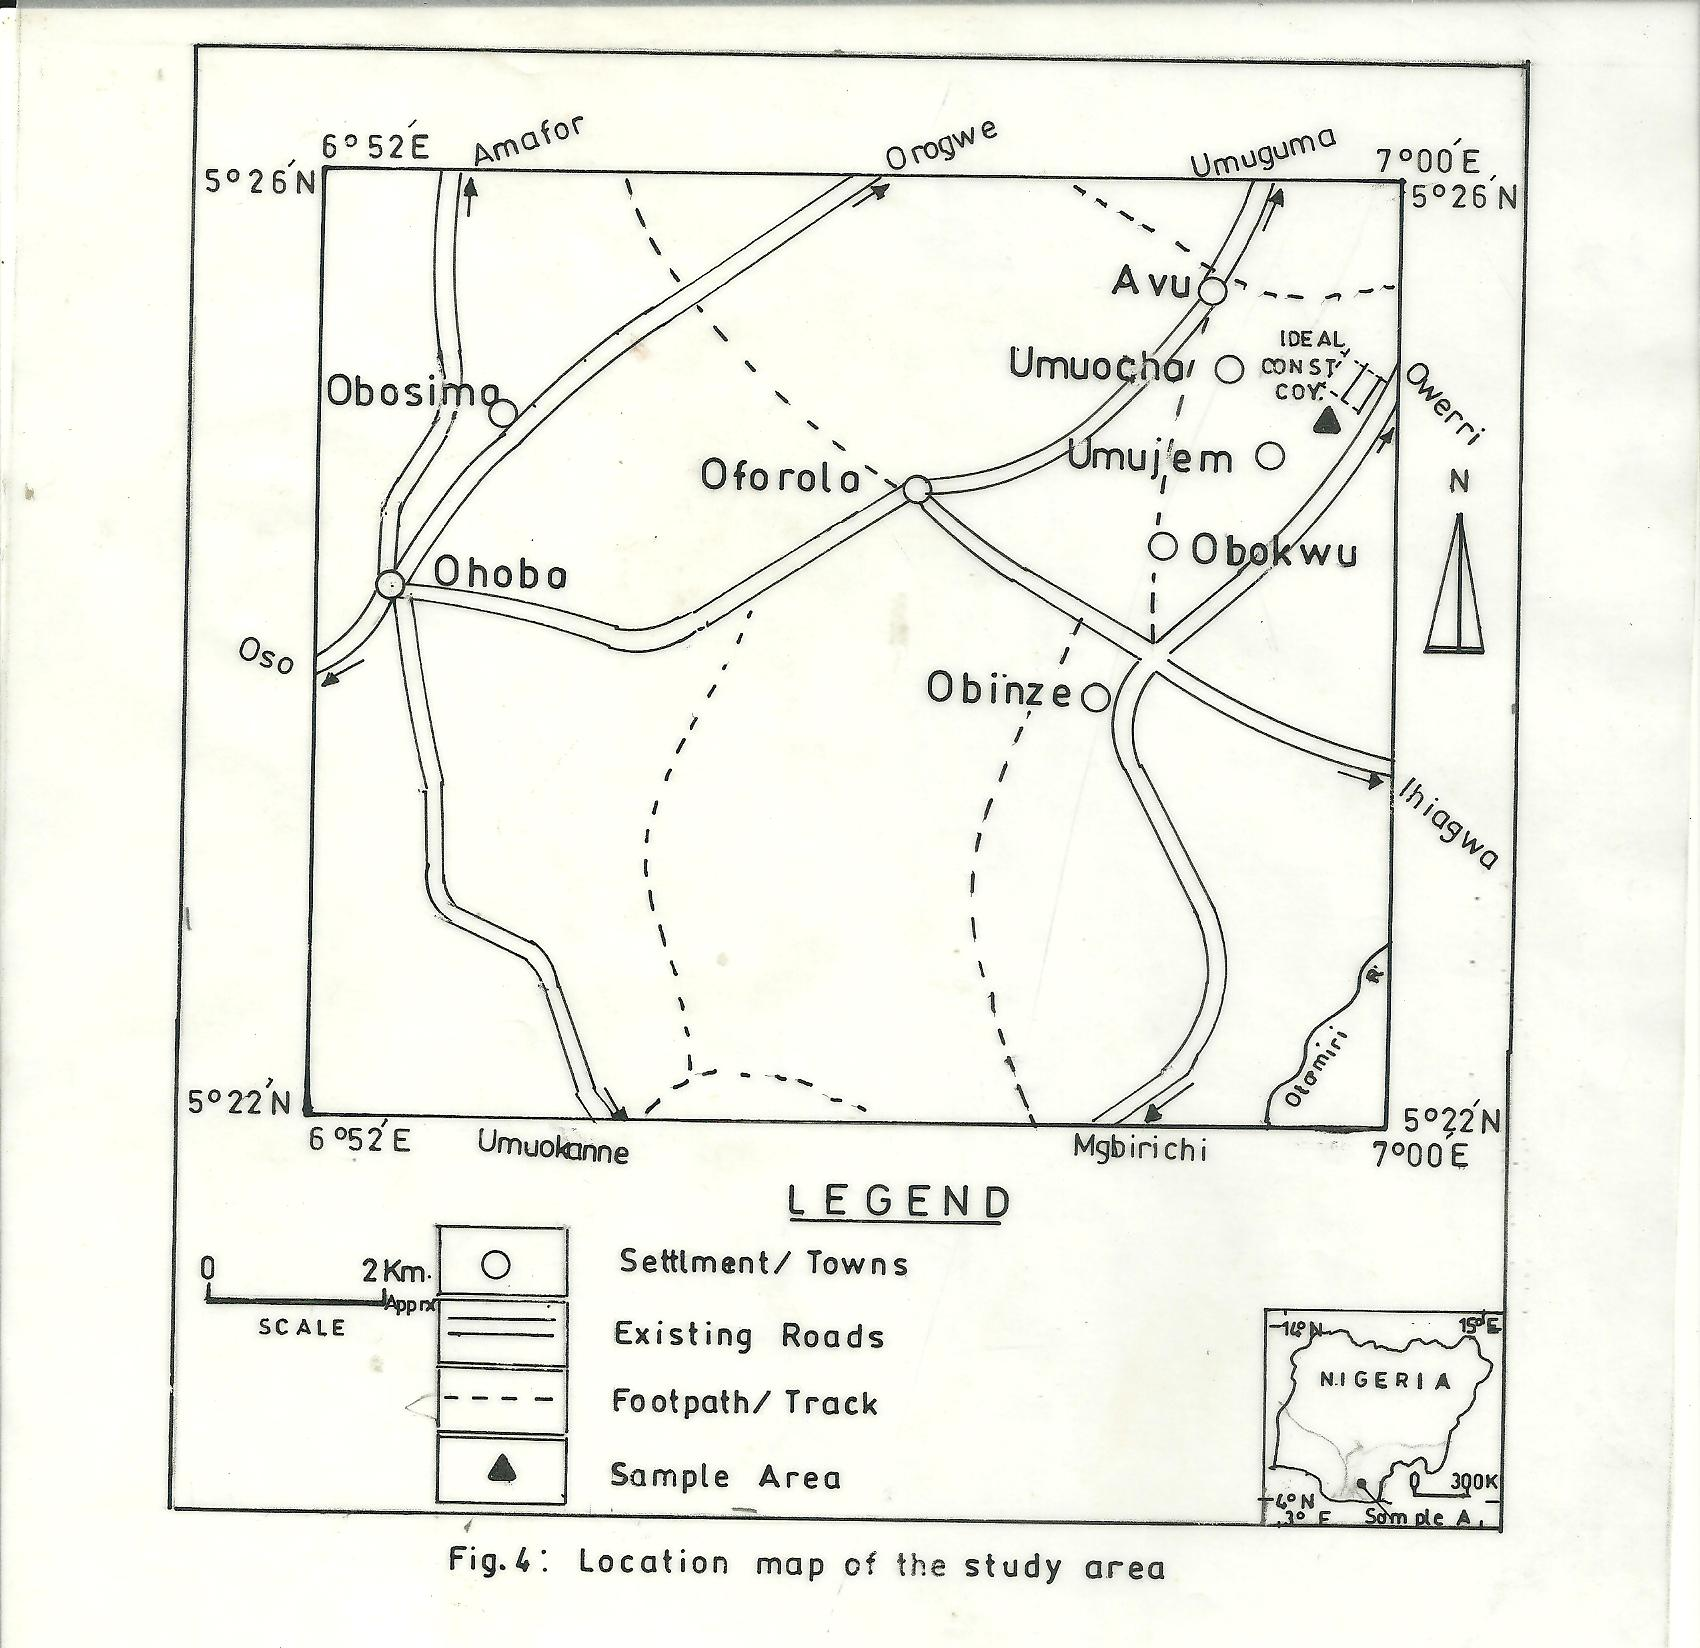 6°52'E
Amafor
Orogwe
Umuguma
7°00'E
5°26'N
5°26'N
Avu
IDEAL
CONST
COY.
Umuocha
Owerri
Obosima
Umujem
Oforola
N
Obokwu
Ohoba
Oso
Obinze
Ihiagwa
Otamiri R.
5°22'N
5°22'N
6°52'E
Umuokanne
Mgbirichi
7°00'E
LEGEND
0 2Km.
Apprx
SCALE
Settlment/ Towns
Existing Roads
Footpath/ Track
Sample Area
14°N
15°E
NIGERIA
0 300K
4°N
3° E
Sample A.
Fig.4: Location map of the study area